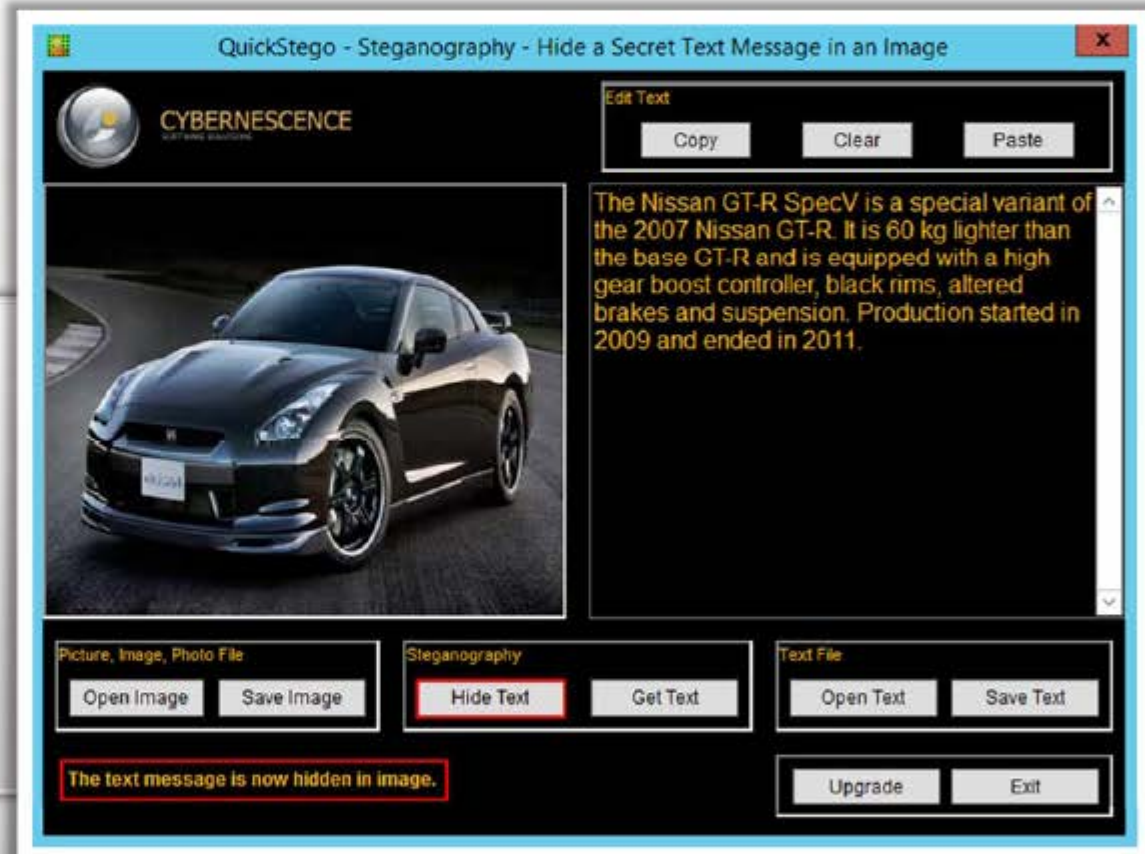 QuickStego - Steganography - Hide a Secret Text Message in an Image
X
CYBERNESCENCE
Edit Text
Copy
Clear
Paste
The Nissan GT-R SpecV is a special variant of
the 2007 Nissan GT-R. It is 60 kg lighter than
the base GT-R and is equipped with a high
gear boost controller, black rims, altered
brakes and suspension. Production started in
2009 and ended in 2011.
Picture, Image, Photo File
Open Image
Save Image
Steganography
Hide Text
Get Text
Text File
Open Text
Save Text
The text message is now hidden in image.
Upgrade
Exit